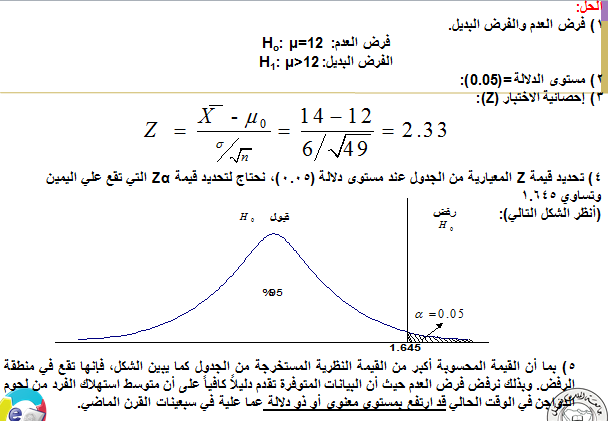 الحل:
١) فرض العدم والفرض البديل.
فرض العدم: H₀: μ=12
الفرض البديل: H₁: μ>12
٢) مستوى الدلالة =(0.05):
٣) إحصائية الاختبار (Z):
Z = (X̅ - μ₀) / (σ/√n) = (14 – 12) / (6/√49) = 2.33
٤) تحديد قيمة Z المعيارية من الجدول عند مستوى دلالة (٠.٠٥)، نحتاج لتحديد قيمة Zα التي تقع علي اليمين
وتساوي ١.٦٤٥
(أنظر الشكل التالي):
قبول H₀
رفض
H₀
%95
α = 0.05
1.645
٥) بما أن القيمة المحسوبة أكبر من القيمة النظرية المستخرجة من الجدول كما يبين الشكل، فإنها تقع في منطقة
الرفض. وبذلك نرفض فرض العدم حيث أن البيانات المتوفرة تقدم دليلاً كافياً على أن متوسط استهلاك الفرد من لحوم
في الوقت الحالي قد ارتفع بمستوى معنوي أو ذو دلالة عما علية في سبعينات القرن الماضي.